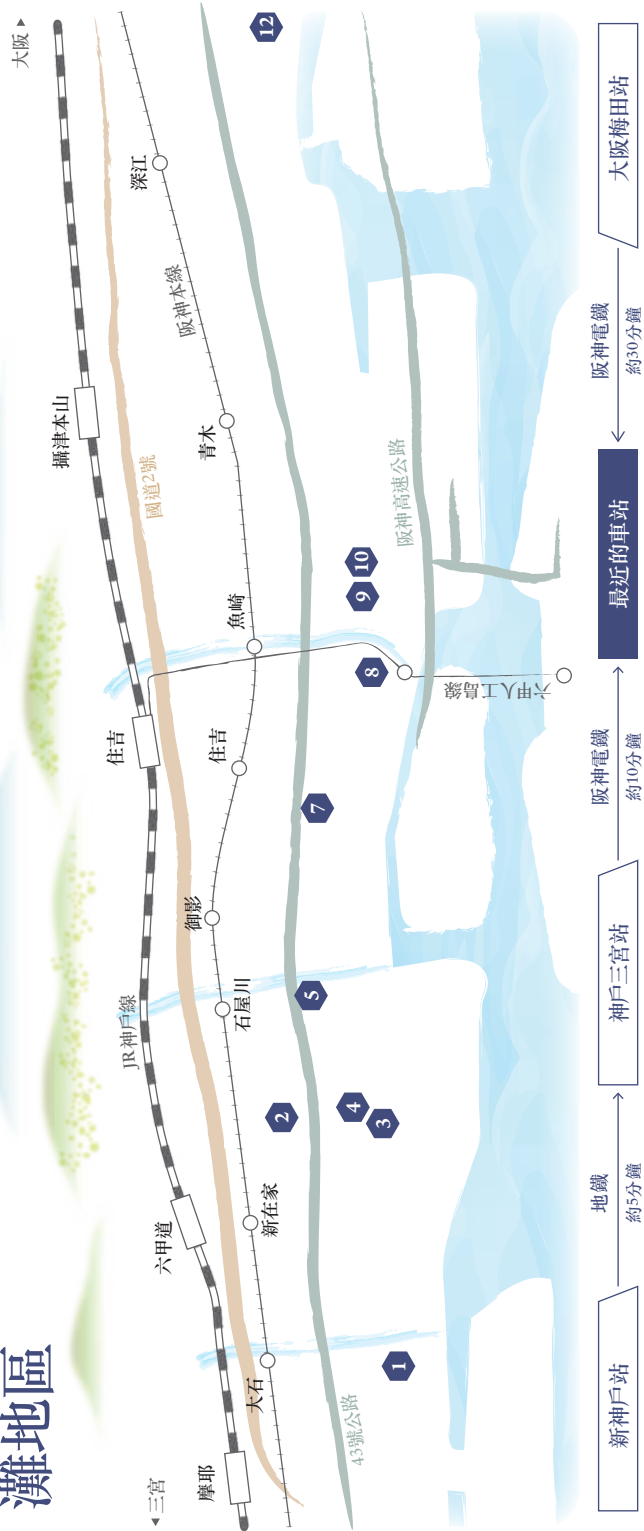 灘地區
◀三宮
大阪▶
摩耶
六甲道
JR神戶線
住吉
攝津本山
國道2號
大石
新在家
石屋川
御影
住吉
魚崎
青木
阪神本線
深江
43號公路
阪神高速公路
六甲人工島線
1
2
3
4
5
7
8
9
10
12
新神戶站
地鐵
約5分鐘
神戶三宮站
阪神電鐵
約10分鐘
最近的車站
阪神電鐵
約30分鐘
大阪梅田站